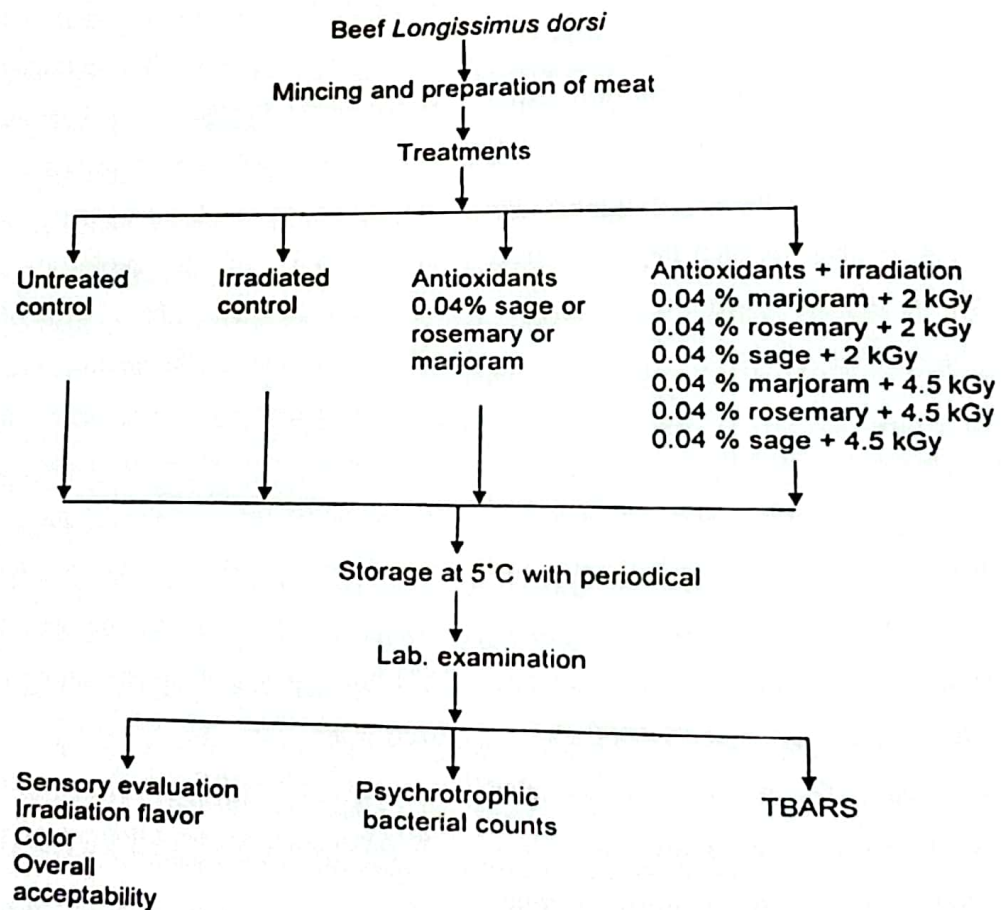 Beef Longissimus dorsi
Mincing and preparation of meat
Treatments
Untreated
control
Irradiated
control
Antioxidants
0.04% sage or
rosemary or
marjoram
Antioxidants + irradiation
0.04 % marjoram + 2 kGy
0.04 % rosemary + 2 kGy
0.04 % sage + 2 kGy
0.04 % marjoram + 4.5 kGy
0.04 % rosemary + 4.5 kGy
0.04 % sage + 4.5 kGy
Storage at 5°C with periodical
Lab. examination
Sensory evaluation
Irradiation flavor
Color
Overall
acceptability
Psychrotrophic
bacterial counts
TBARS